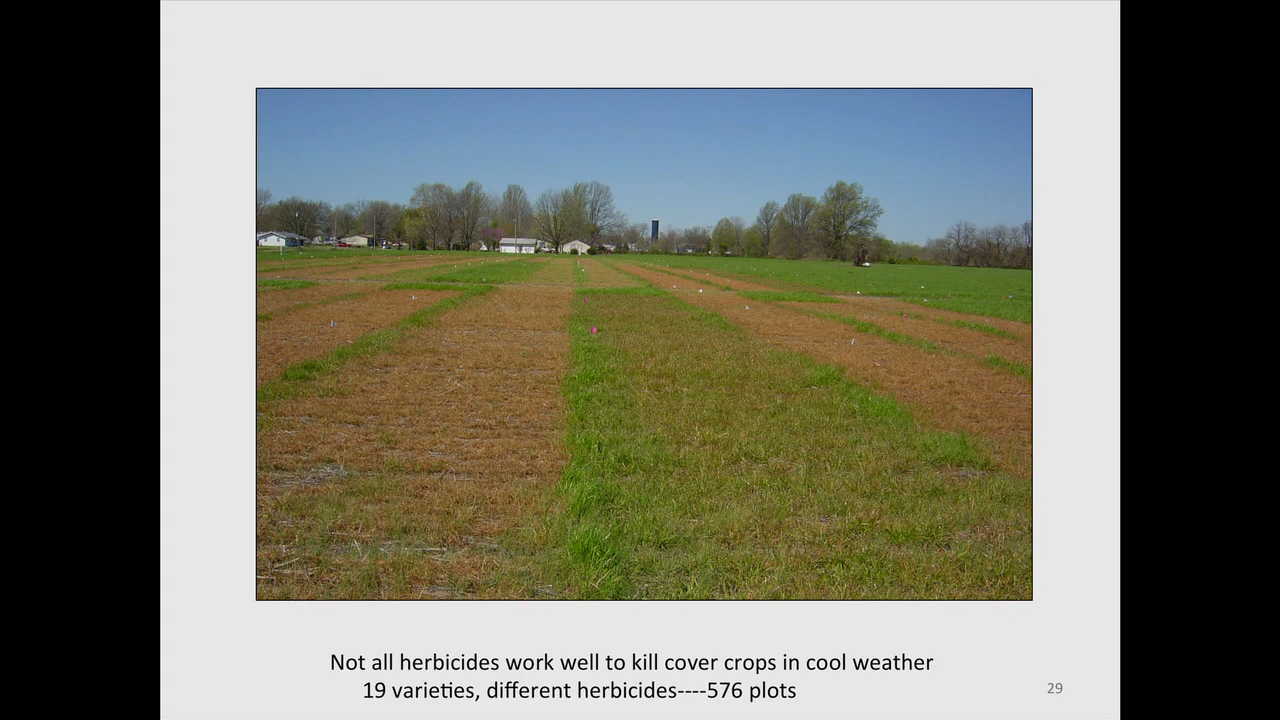 Not all herbicides work well to kill cover crops in cool weather
19 varieties, different herbicides----576 plots
29